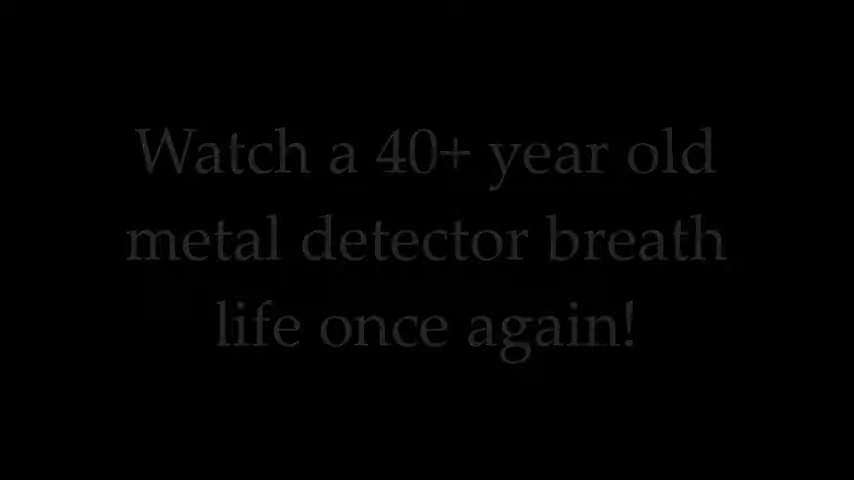 Watch a 40+ year old
metal detector breath
life once again!